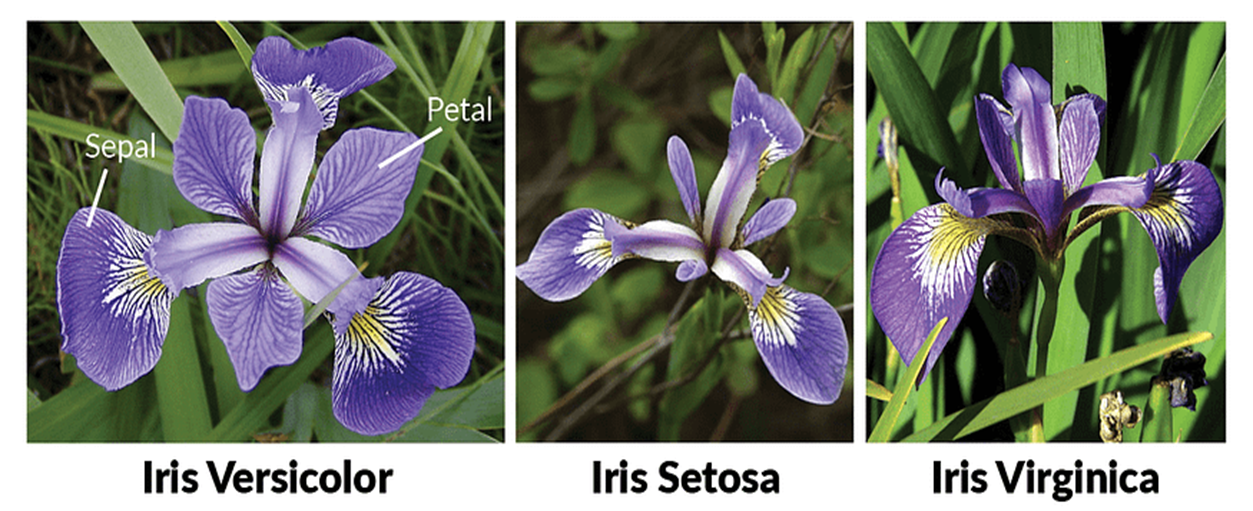 Sepal
Petal
Iris Versicolor
Iris Setosa
Iris Virginica